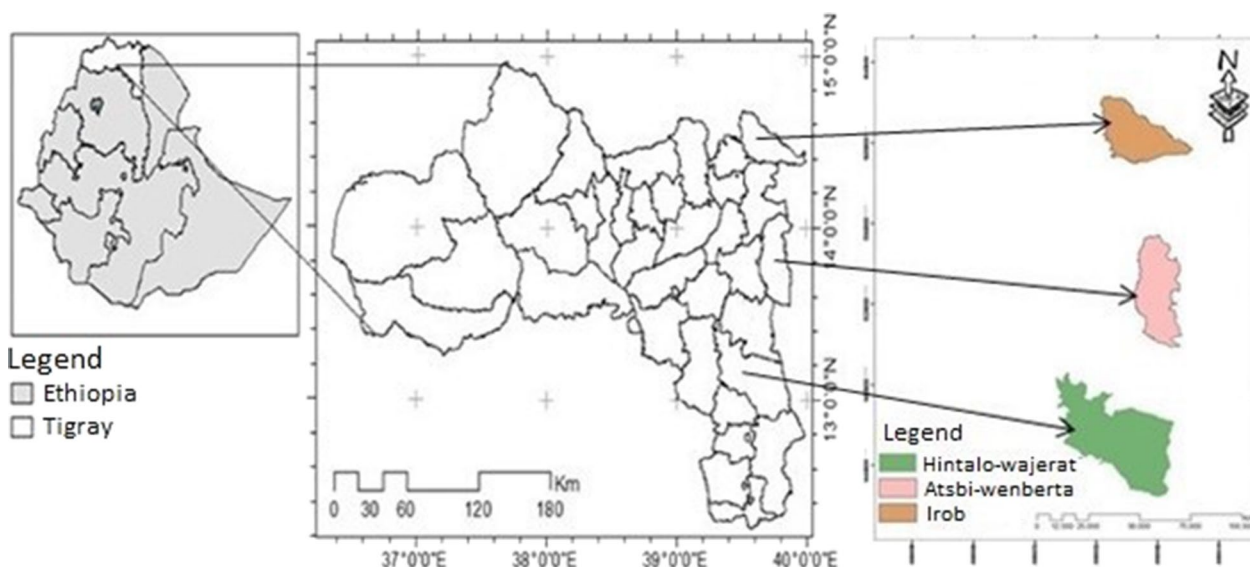 Legend
Ethiopia
Tigray
15°0'0"N
14°0'0"N
13°0'0"N
Km
0 30 60 120 180
37°0'0"E 38°0'0"E 39°0'0"E 40°0'0"E
N
Legend
Hintalo-wajerat
Atsbi-wenberta
Irob